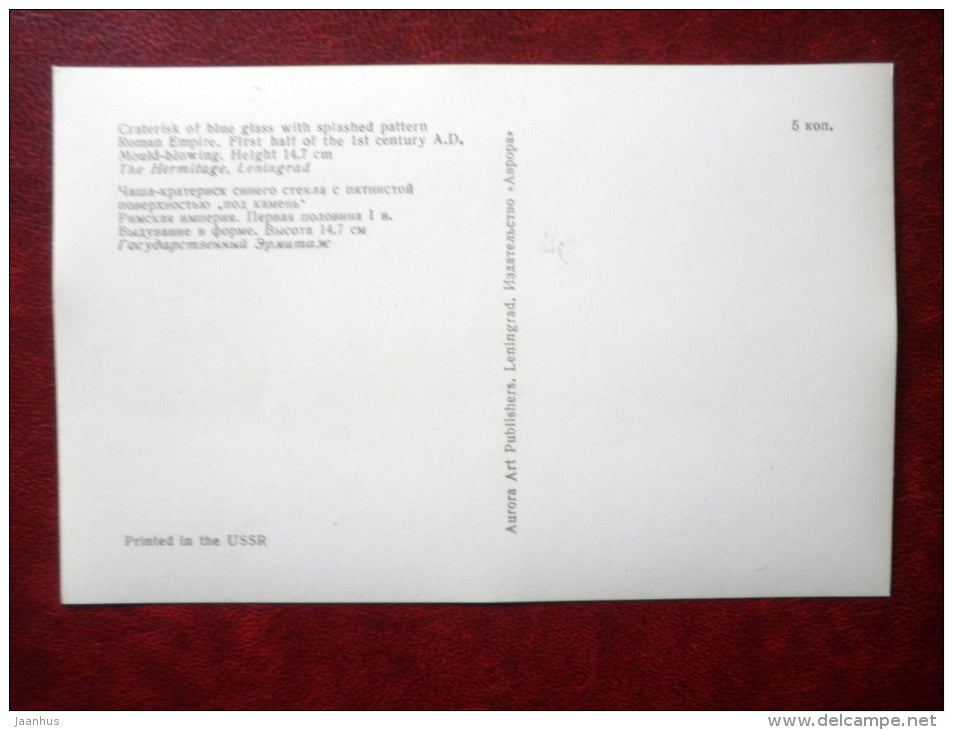 Craterisk of blue glass with splashed pattern
Roman Empire. First half of the 1st century A.D.
Mould-blowing. Height 14.7 cm
The Hermitage, Leningrad
Чаша-кратериск синего стекла с пятнистой
поверхностью „под камень“
Римская империя. Первая половина I в.
Выдувание в форме. Высота 14,7 см
Государственный Эрмитаж
Printed in the USSR
Aurora Art Publishers, Leningrad, Издательство «Аврора»
5 коп.
jaanhus
www.delcampe.net